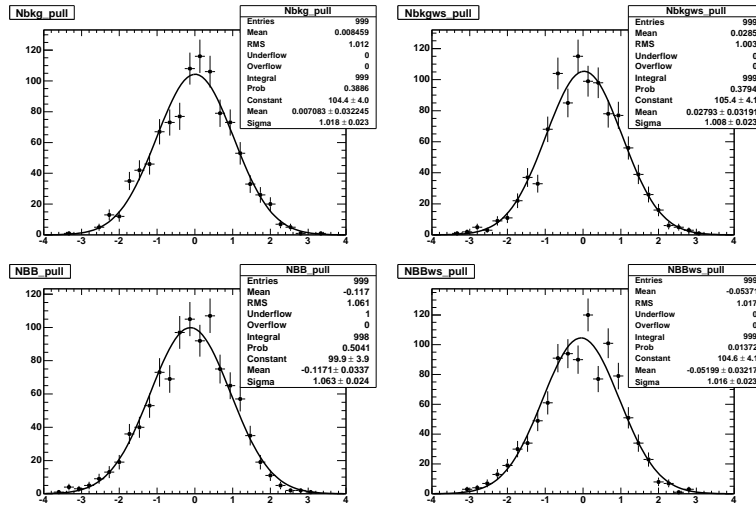 Nbkg_pull
Nbkg_pull
Entries 999
Mean 0.008459
RMS 1.012
Underflow 0
Overflow 0
Integral 999
Prob 0.3886
Constant 104.4 ± 4.0
Mean 0.007083 ± 0.032245
Sigma 1.018 ± 0.023
120
100
80
60
40
20
0
-4 -3 -2 -1 0 1 2 3 4
Nbkgws_pull
Nbkgws_pull
Entries 999
Mean 0.0285
RMS 1.003
Underflow 0
Overflow 0
Integral 999
Prob 0.3794
Constant 105.4 ± 4.1
Mean 0.02793 ± 0.03191
Sigma 1.008 ± 0.023
120
100
80
60
40
20
0
-4 -3 -2 -1 0 1 2 3 4
NBB_pull
NBB_pull
Entries 999
Mean -0.117
RMS 1.061
Underflow 1
Overflow 0
Integral 998
Prob 0.5041
Constant 99.9 ± 3.9
Mean -0.1171 ± 0.0337
Sigma 1.063 ± 0.024
120
100
80
60
40
20
0
-4 -3 -2 -1 0 1 2 3 4
NBBws_pull
NBBws_pull
Entries 999
Mean -0.05371
RMS 1.017
Underflow 0
Overflow 0
Integral 999
Prob 0.01372
Constant 104.6 ± 4.1
Mean -0.05199 ± 0.03217
Sigma 1.016 ± 0.023
120
100
80
60
40
20
0
-4 -3 -2 -1 0 1 2 3 4